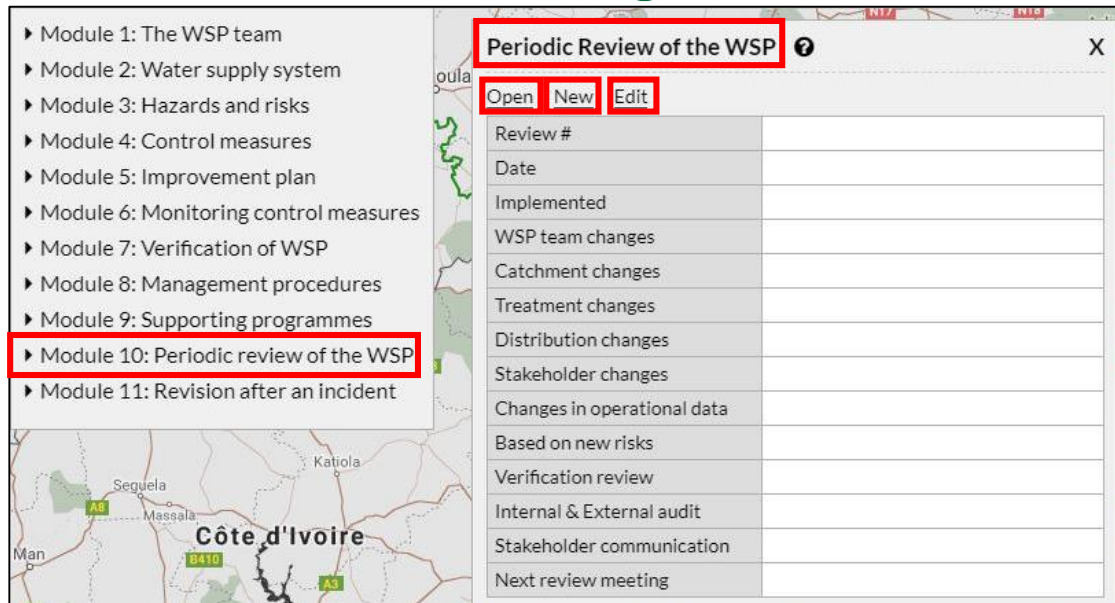 Module 1: The WSP team
Module 2: Water supply system
Module 3: Hazards and risks
Module 4: Control measures
Module 5: Improvement plan
Module 6: Monitoring control measures
Module 7: Verification of WSP
Module 8: Management procedures
Module 9: Supporting programmes
Module 10: Periodic review of the WSP
Module 11: Revision after an incident
Periodic Review of the WSP ? X
Open New Edit
Review #
Date
Implemented
WSP team changes
Catchment changes
Treatment changes
Distribution changes
Stakeholder changes
Changes in operational data
Based on new risks
Verification review
Internal & External audit
Stakeholder communication
Next review meeting
N17
N18
oula
Katiola
Seguela
A8
Massala
Côte d'Ivoire
Man
B410
A3